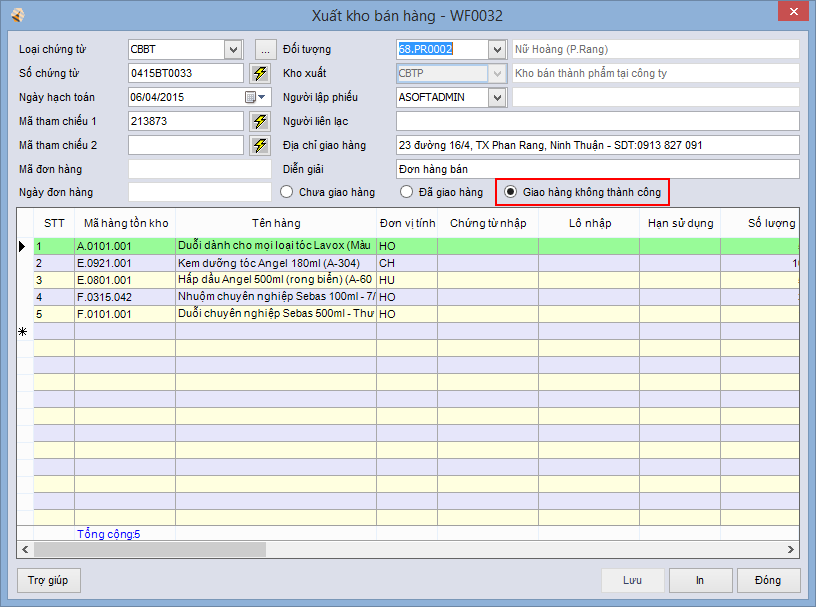 Xuất kho bán hàng - WF0032
Loại chứng từ CBBT ... Đối tượng 68.PR0002 Nữ Hoàng (P.Rang)
Số chứng từ 0415BT0033 Kho xuất CBTP Kho bán thành phẩm tại công ty
Ngày hạch toán 06/04/2015 Người lập phiếu ASOFTADMIN
Mã tham chiếu 1 213873 Người liên lạc
Mã tham chiếu 2 Địa chỉ giao hàng 23 đường 16/4, TX Phan Rang, Ninh Thuận - SDT:0913 827 091
Mã đơn hàng Diễn giải Đơn hàng bán
Ngày đơn hàng Chưa giao hàng Đã giao hàng Giao hàng không thành công
STT Mã hàng tồn kho Tên hàng Đơn vị tính Chứng từ nhập Lô nhập Hạn sử dụng Số lượng
1 A.0101.001 Duỗi dành cho mọi loại tóc Lavox (Màu HO
2 E.0921.001 Kem dưỡng tóc Angel 180ml (A-304) CH 10
3 E.0801.001 Hấp dầu Angel 500ml (rong biển) (A-60 HU
4 F.0315.042 Nhuộm chuyên nghiệp Sebas 100ml - 7/ HO
5 F.0101.001 Duỗi chuyên nghiệp Sebas 500ml - Thư HO
Tổng cộng:5
Trợ giúp Lưu In Đóng